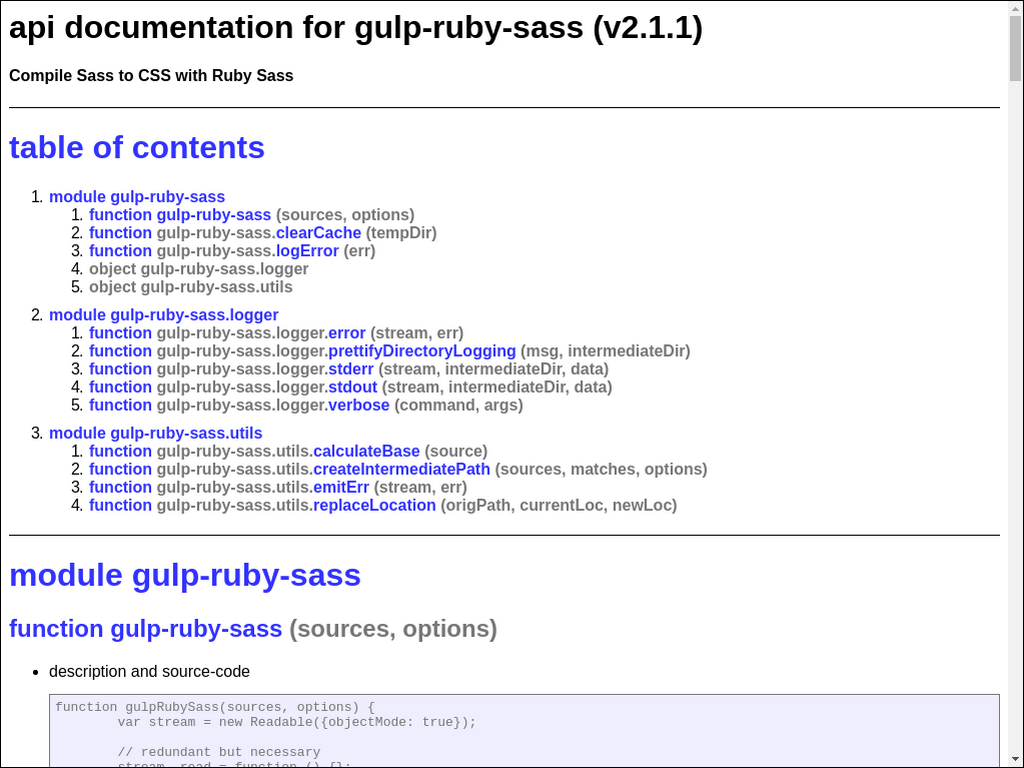 api documentation for gulp-ruby-sass (v2.1.1)
Compile Sass to CSS with Ruby Sass
table of contents
1. module gulp-ruby-sass
1. function gulp-ruby-sass (sources, options)
2. function gulp-ruby-sass.clearCache (tempDir)
3. function gulp-ruby-sass.logError (err)
4. object gulp-ruby-sass.logger
5. object gulp-ruby-sass.utils
2. module gulp-ruby-sass.logger
1. function gulp-ruby-sass.logger.error (stream, err)
2. function gulp-ruby-sass.logger.prettifyDirectoryLogging (msg, intermediateDir)
3. function gulp-ruby-sass.logger.stderr (stream, intermediateDir, data)
4. function gulp-ruby-sass.logger.stdout (stream, intermediateDir, data)
5. function gulp-ruby-sass.logger.verbose (command, args)
3. module gulp-ruby-sass.utils
1. function gulp-ruby-sass.utils.calculateBase (source)
2. function gulp-ruby-sass.utils.createIntermediatePath (sources, matches, options)
3. function gulp-ruby-sass.utils.emitErr (stream, err)
4. function gulp-ruby-sass.utils.replaceLocation (origPath, currentLoc, newLoc)
module gulp-ruby-sass
function gulp-ruby-sass (sources, options)
• description and source-code
function gulpRubySass(sources, options) {
var stream = new Readable({objectMode: true});
// redundant but necessary
stream._read = function () {};